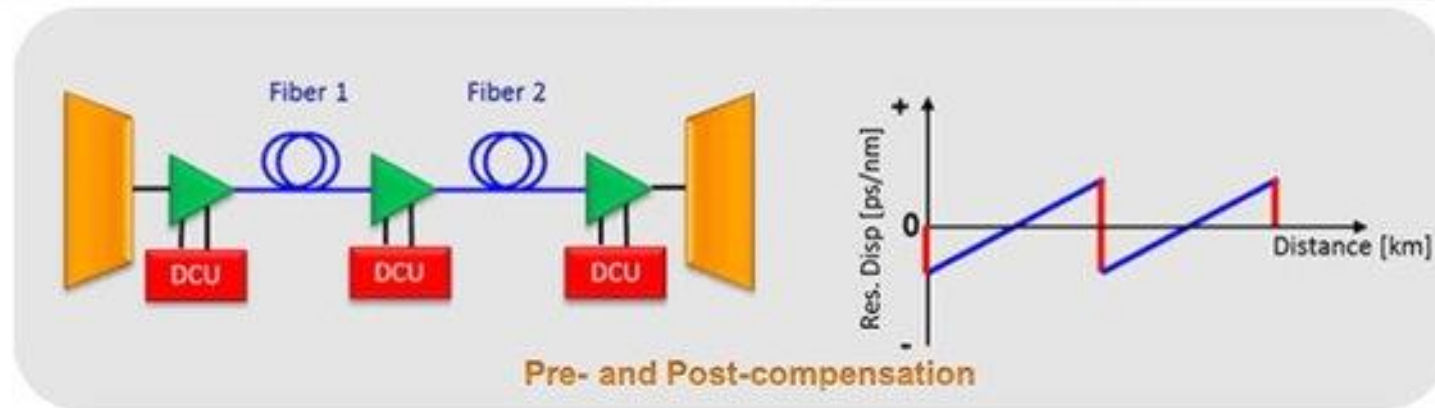 Fiber 1
Fiber 2
DCU
DCU
DCU
+
0
-
Res. Disp [ps/nm]
Distance [km]
Pre- and Post-compensation